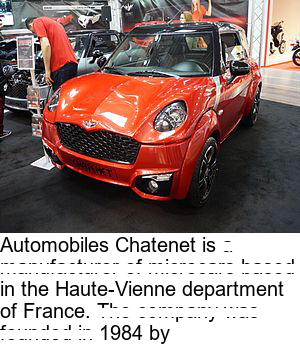 Automobiles Chatenet is a
manufacturer of microcars based
in the Haute-Vienne department
of France. The company was
founded in 1984 by